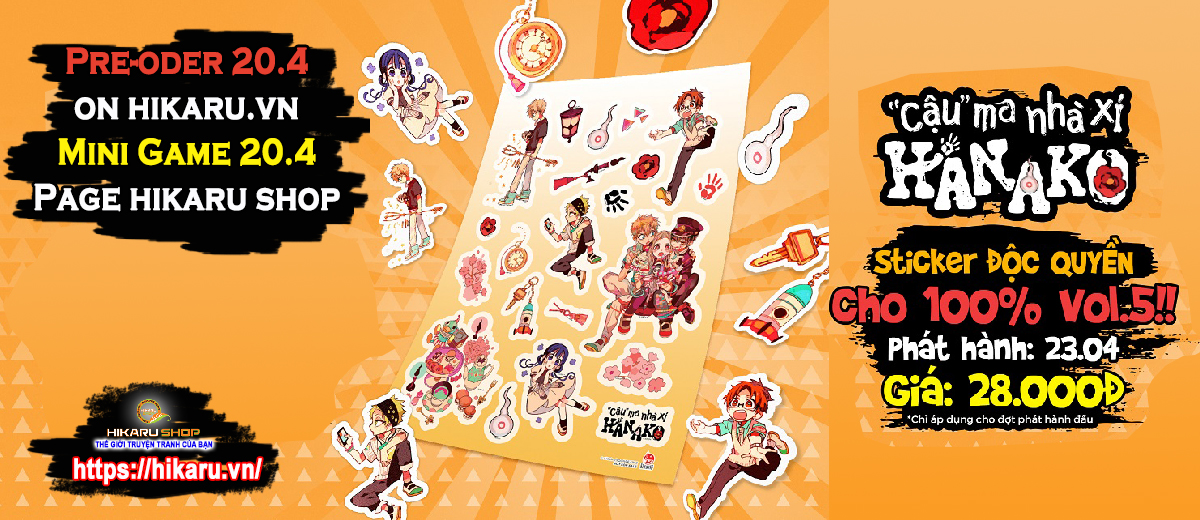 PRE-ODER 20.4
ON HIKARU.VN
MINI GAME 20.4
PAGE HIKARU SHOP
HIKARU SHOP
THẾ GIỚI TRUYỆN TRANH CỦA BẠN
https://hikaru.vn/
"Cậu" ma nhà xí
HANAKO
"Cậu" ma nhà xí
HANAKO
Sticker ĐỘC QUYỀN
Cho 100% Vol.5!!
Phát hành: 23.04
Giá: 28.000Đ
*Chỉ áp dụng cho đợt phát hành đầu